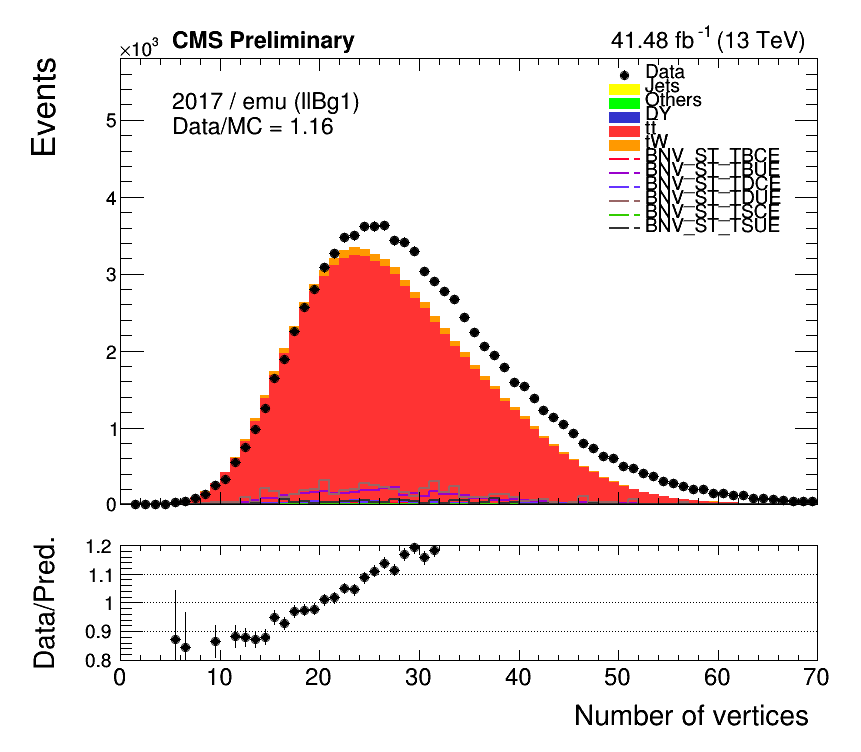 ×10³ CMS Preliminary 41.48 fb⁻¹ (13 TeV)
Events
2017 / emu (llBg1)
Data/MC = 1.16
Data
Jets
Others
DY
tt
tW
BNV_ST_TBCE
BNV_ST_TBUE
BNV_ST_TDCE
BNV_ST_TDUE
BNV_ST_TSCE
BNV_ST_TSUE
5
4
3
2
1
0
Data/Pred.
1.2
1.1
1
0.9
0.8
0 10 20 30 40 50 60 70
Number of vertices